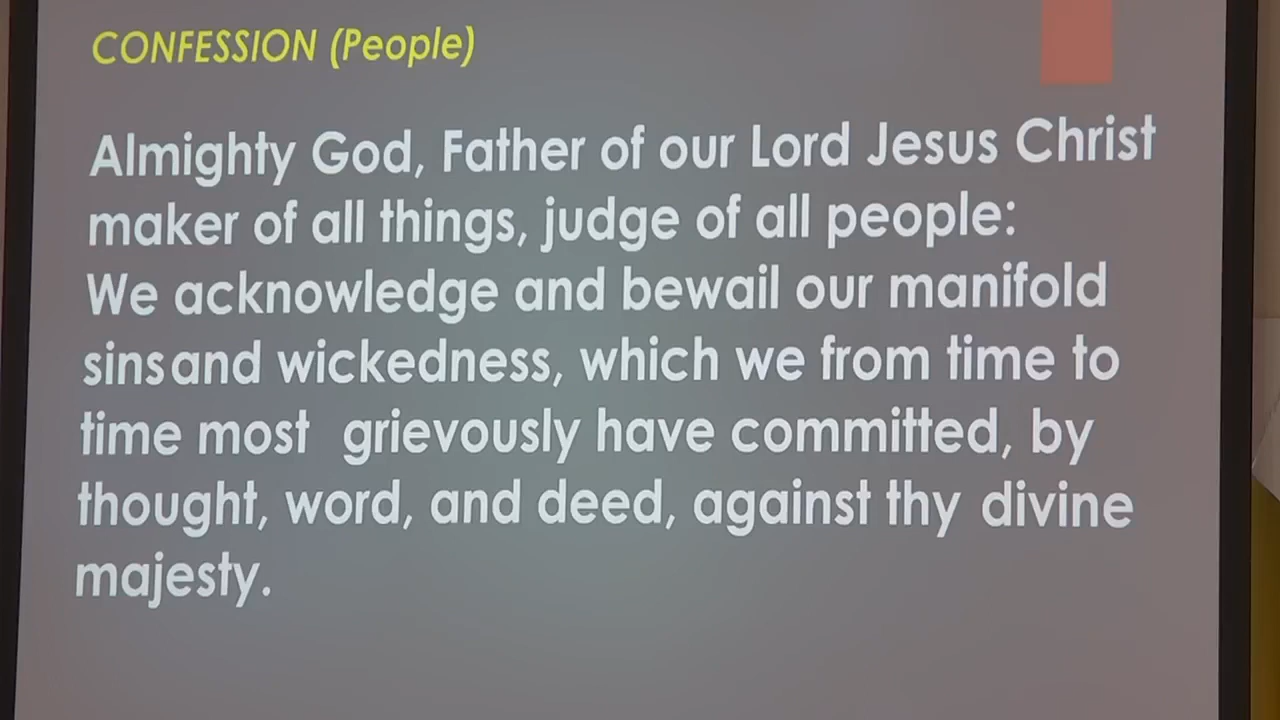 CONFESSION (People)
Almighty God, Father of our Lord Jesus Christ
maker of all things, judge of all people:
We acknowledge and bewail our manifold
sins and wickedness, which we from time to
time most grievously have committed, by
thought, word, and deed, against thy divine
majesty.